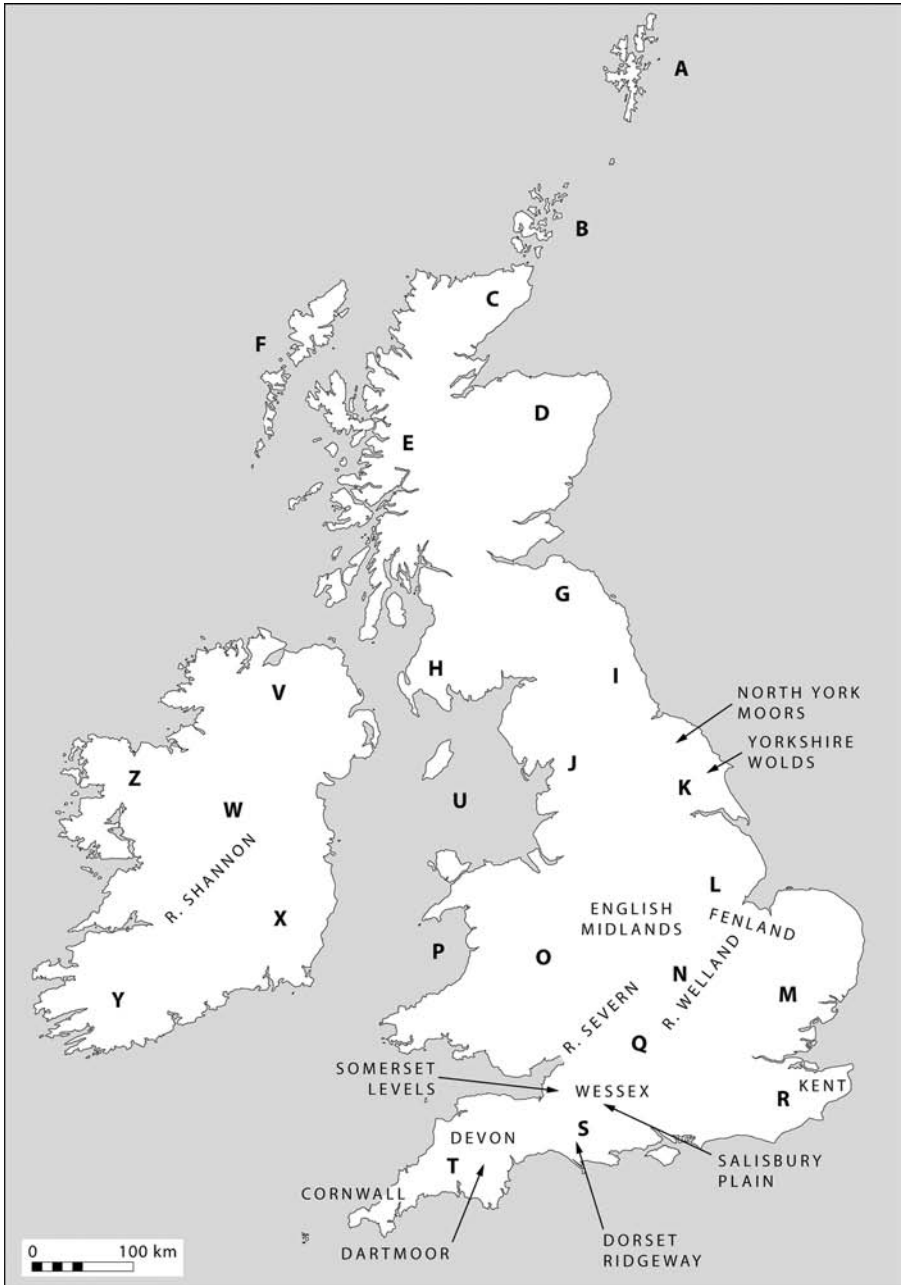 A
B
C
F
D
E
G
H
I
V
NORTH YORK
MOORS
YORKSHIRE
WOLDS
J
Z
K
U
W
R. SHANNON
L
ENGLISH
MIDLANDS
FENLAND
X
P
O
N
R. WELLAND
M
Y
R. SEVERN
Q
SOMERSET
LEVELS
WESSEX
KENT
R
S
DEVON
T
SALISBURY
PLAIN
CORNWALL
DARTMOOR
DORSET
RIDGEWAY
0 100 km